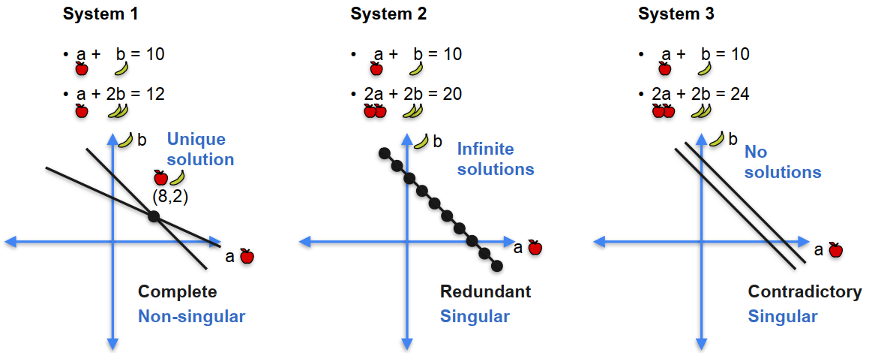 System 1
• a + b = 10
• a + 2b = 12
b
Unique
solution
(8,2)
a
Complete
Non-singular
System 2
• a + b = 10
• 2a + 2b = 20
b
Infinite
solutions
a
Redundant
Singular
System 3
• a + b = 10
• 2a + 2b = 24
b
No
solutions
a
Contradictory
Singular